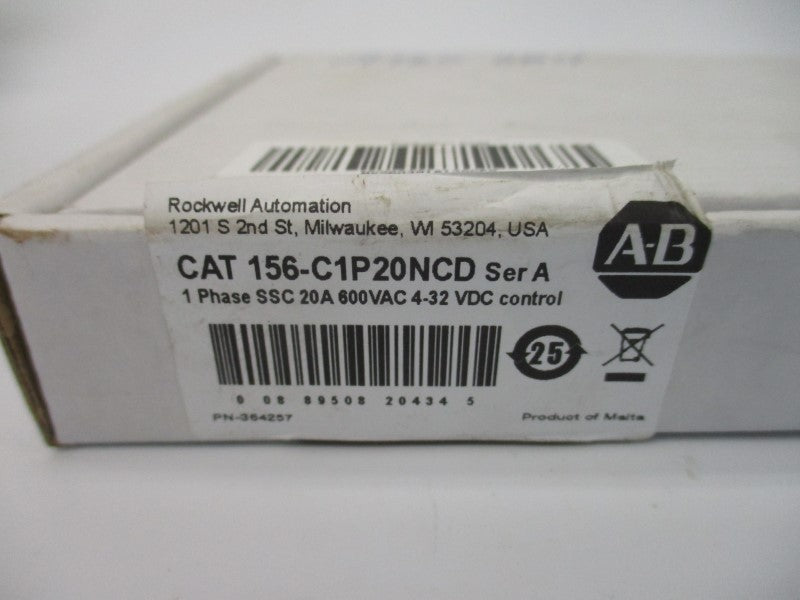 Rockwell Automation
1201 S 2nd St, Milwaukee, WI 53204, USA
A-B
CAT 156-C1P20NCD Ser A
1 Phase SSC 20A 600VAC 4-32 VDC control
25
0 08 89508 20434 5
PN-364257
Product of Malta